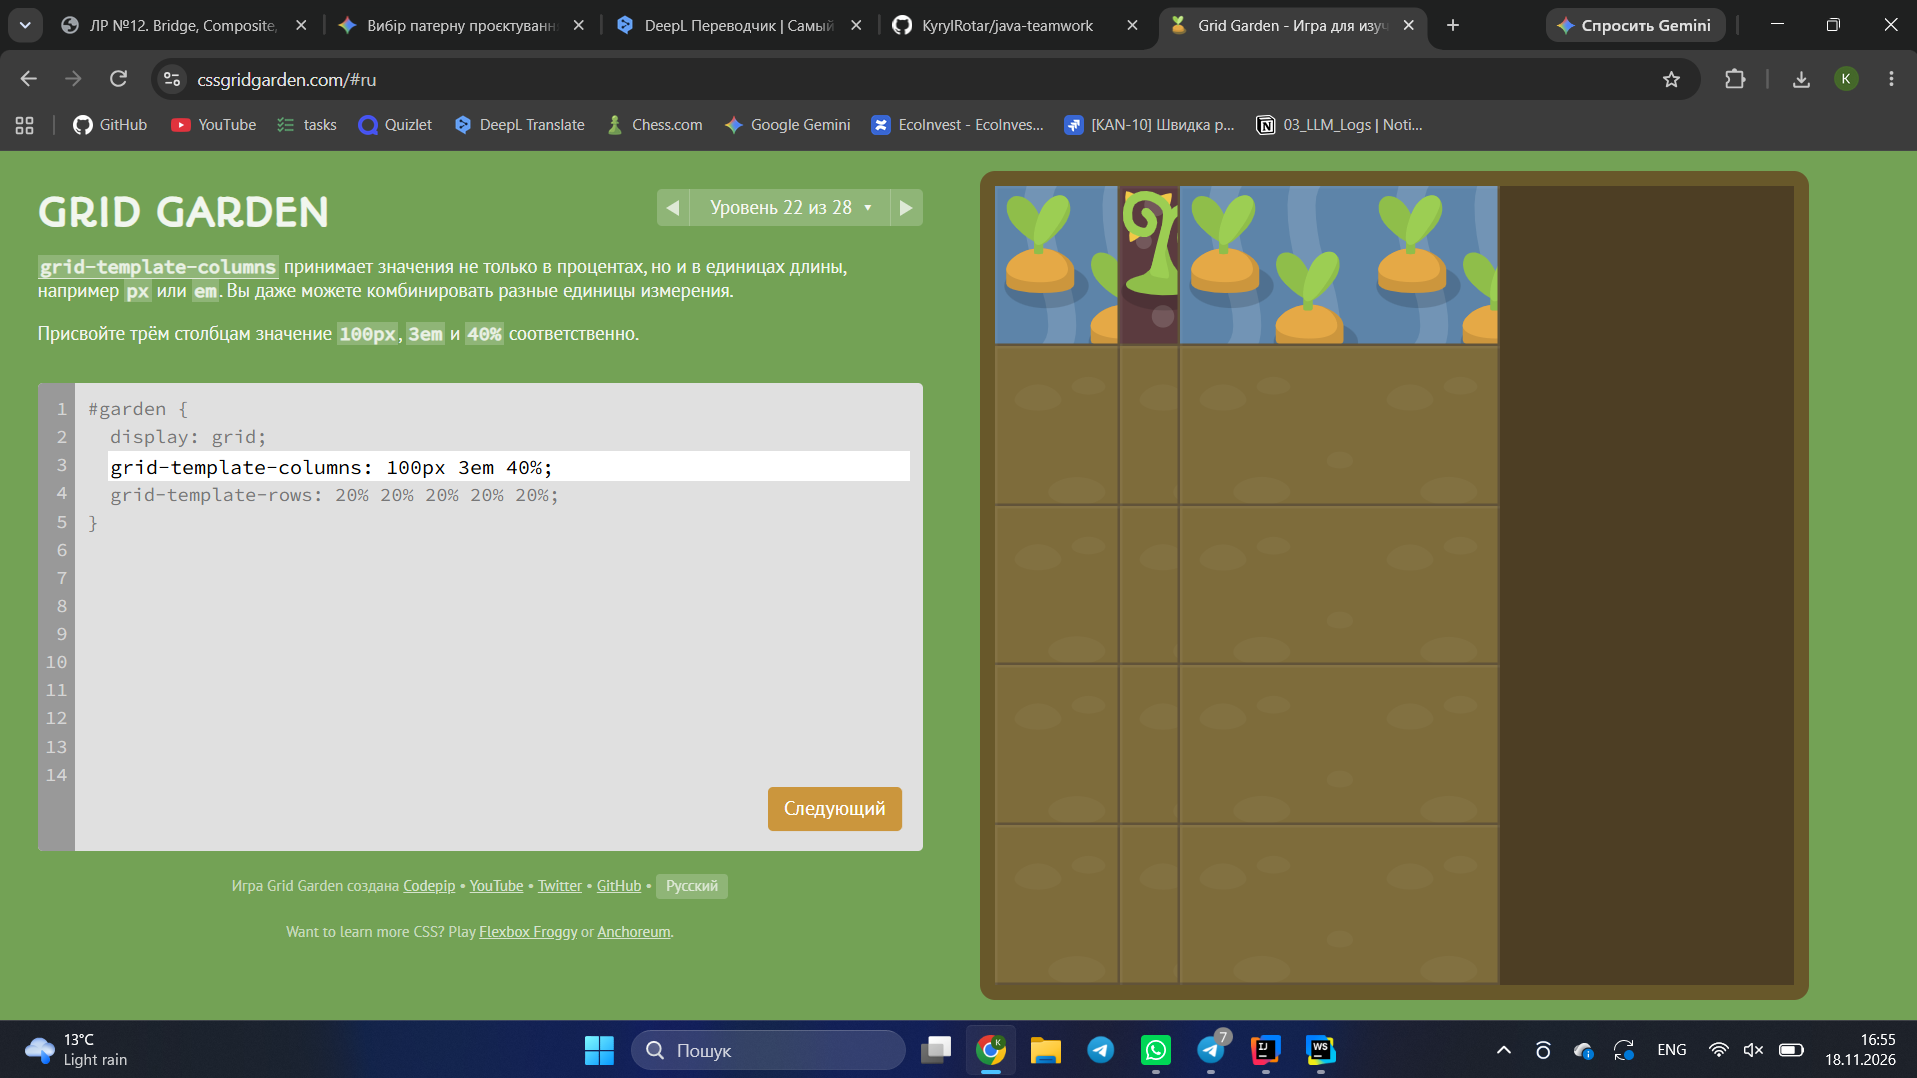 ЛР №12. Bridge, Composite,
Вибір патерну проєктуванн
DeepL Переводчик | Самый
KyrylRotar/java-teamwork
Grid Garden - Игра для изуч
Спросить Gemini
cssgridgarden.com/#ru
K
GitHub
YouTube
tasks
Quizlet
DeepL Translate
Chess.com
Google Gemini
EcoInvest - EcoInves...
[KAN-10] Швидка р...
03_LLM_Logs | Noti...
GRID GARDEN
Уровень 22 из 28
grid-template-columns принимает значения не только в процентах, но и в единицах длины,
например px или em. Вы даже можете комбинировать разные единицы измерения.
Присвойте трём столбцам значение 100px, 3em и 40% соответственно.
1 #garden {
2 display: grid;
3 grid-template-columns: 100px 3em 40%;
4 grid-template-rows: 20% 20% 20% 20% 20%;
5 }
6
7
8
9
10
11
12
13
14
Следующий
Игра Grid Garden создана Codepip • YouTube • Twitter • GitHub • Русский
Want to learn more CSS? Play Flexbox Froggy or Anchoreum.
13°C
Light rain
Пошук
K
7
IJ
WS
ENG
16:55
18.11.2026